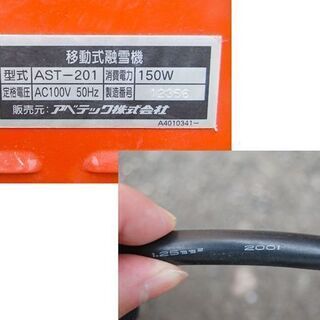 移動式融雪機
型式 AST-201 消費電力 150W
定格電圧 AC100V 50Hz 製造番号 12356
販売元:アベテック株式会社
A4010341-
1.25mm² 2001